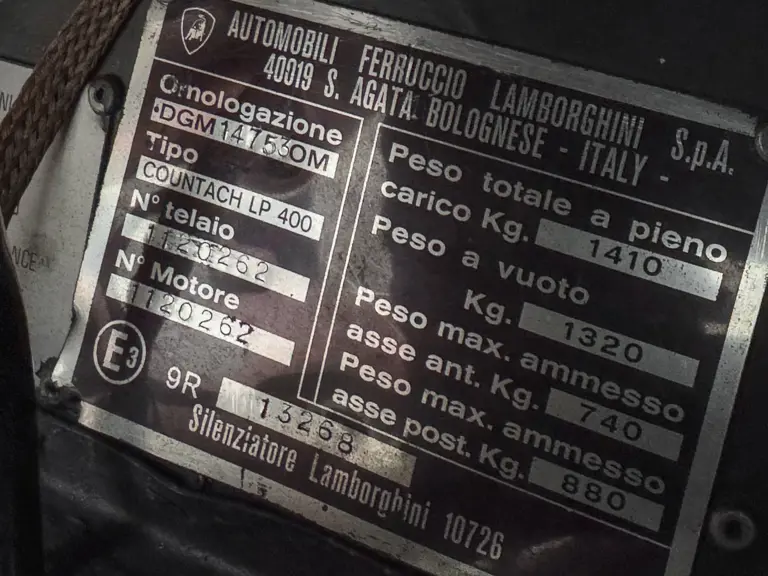 AUTOMOBILI FERRUCCIO LAMBORGHINI S.p.A.
40019 S. AGATA BOLOGNESE - ITALY -
Omologazione
DGM 14753OM
Tipo
COUNTACH LP 400
N° telaio
1120262
N° Motore
1120262
E3
9R 13268
Silenziatore Lamborghini 10726
Peso totale a pieno
carico Kg. 1410
Peso a vuoto
Kg. 1320
Peso max. ammesso
asse ant. Kg. 740
Peso max. ammesso
asse post. Kg. 880